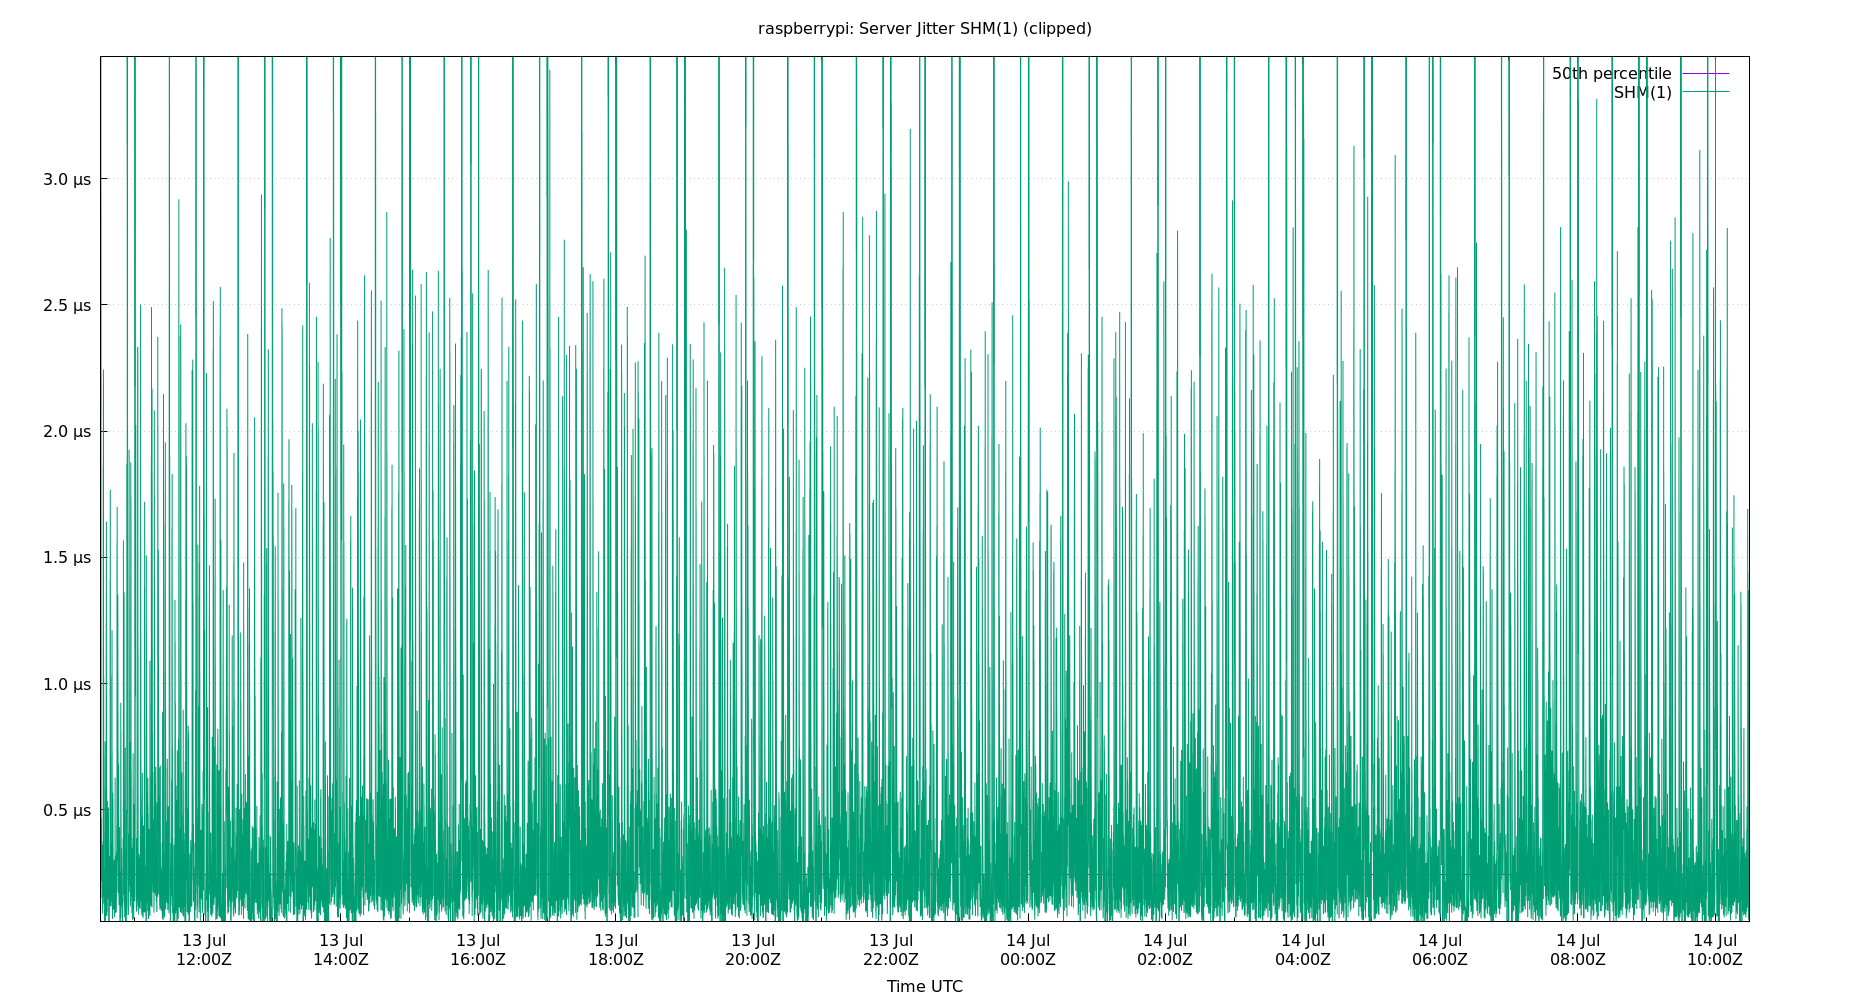 raspberrypi: Server Jitter SHM(1) (clipped)
50th percentile
SHM(1)
3.0 µs
2.5 µs
2.0 µs
1.5 µs
1.0 µs
0.5 µs
13 Jul 13 Jul 13 Jul 13 Jul 13 Jul 13 Jul 14 Jul 14 Jul 14 Jul 14 Jul 14 Jul 14 Jul
12:00Z 14:00Z 16:00Z 18:00Z 20:00Z 22:00Z 00:00Z 02:00Z 04:00Z 06:00Z 08:00Z 10:00Z
Time UTC